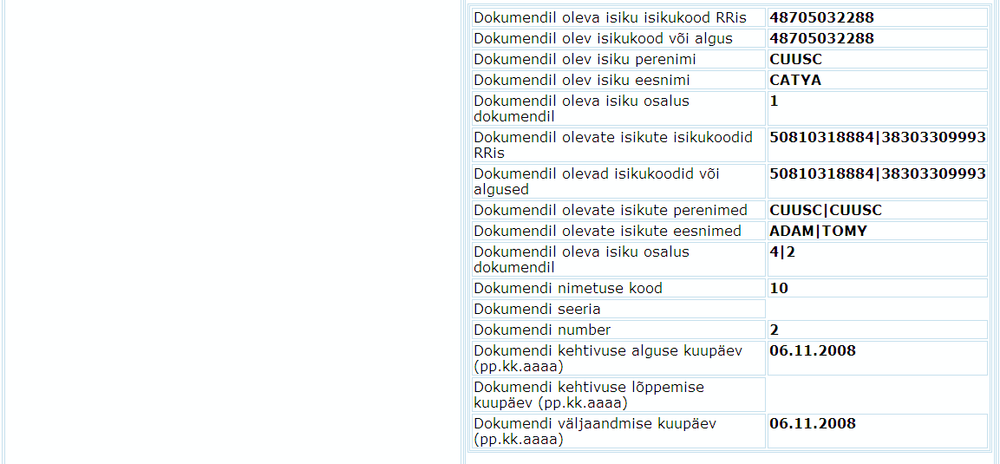 Dokumendil oleva isiku isikukood RRis 48705032288
Dokumendil olev isikukood või algus 48705032288
Dokumendil olev isiku perenimi CUUSC
Dokumendil olev isiku eesnimi CATYA
Dokumendil oleva isiku osalus 1
dokumendil
Dokumendil olevate isikute isikukoodid 50810318884|38303309993
RRis
Dokumendil olevad isikukoodid või 50810318884|38303309993
algused
Dokumendil olevate isikute perenimed CUUSC|CUUSC
Dokumendil olevate isikute eesnimed ADAM|TOMY
Dokumendil oleva isiku osalus 4|2
dokumendil
Dokumendi nimetuse kood 10
Dokumendi seeria
Dokumendi number 2
Dokumendi kehtivuse alguse kuupäev 06.11.2008
(pp.kk.aaaa)
Dokumendi kehtivuse lõppemise
kuupäev (pp.kk.aaaa)
Dokumendi väljaandmise kuupäev 06.11.2008
(pp.kk.aaaa)